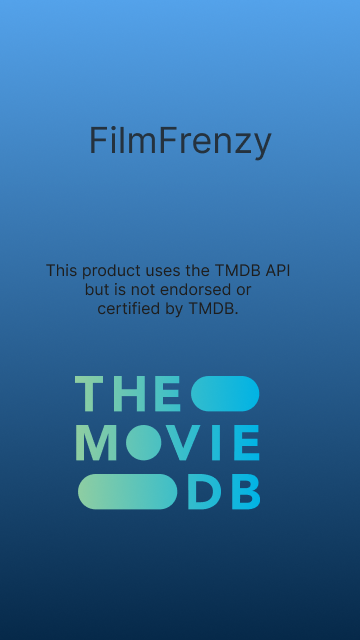 FilmFrenzy
This product uses the TMDB API
but is not endorsed or
certified by TMDB.
THE
MOVIE
DB